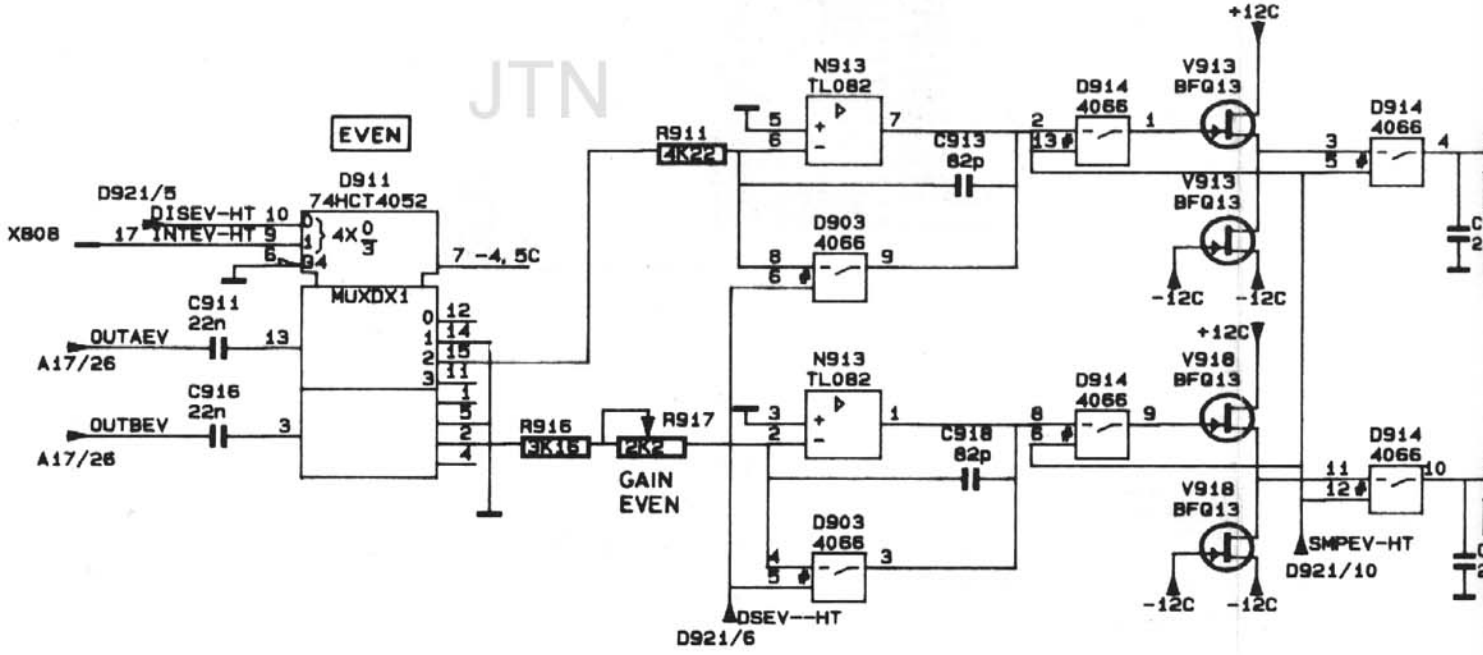 JTN
EVEN
D921/5
DISEV-HT 10
X808
17 INTEV-HT 9
6
D911
74HCT4052
0
1
G4
4X 0/3
7 -4,5C
MUXDX1
C911
22n
OUTAEV
A17/26
13
0 12
1 14
2 15
3 11
C916
22n
OUTBEV
A17/26
3
1
5
2
4
R911
4K22
N913
TL082
5
+
6
-
7
C913
82p
D903
4066
8
6 #
9
R916
3K16
R917
2K2
GAIN
EVEN
N913
TL082
3
+
2
-
1
C918
82p
D903
4066
4
5 #
3
DSEV--HT
D921/6
D914
4066
2
13 #
1
V913
BFQ13
+12C
V913
BFQ13
-12C
-12C
D914
4066
3
5 #
4
C
2
D914
4066
8
6 #
9
+12C
V918
BFQ13
V918
BFQ13
-12C
-12C
D914
4066
11
12 #
10
SMPEV-HT
D921/10
2